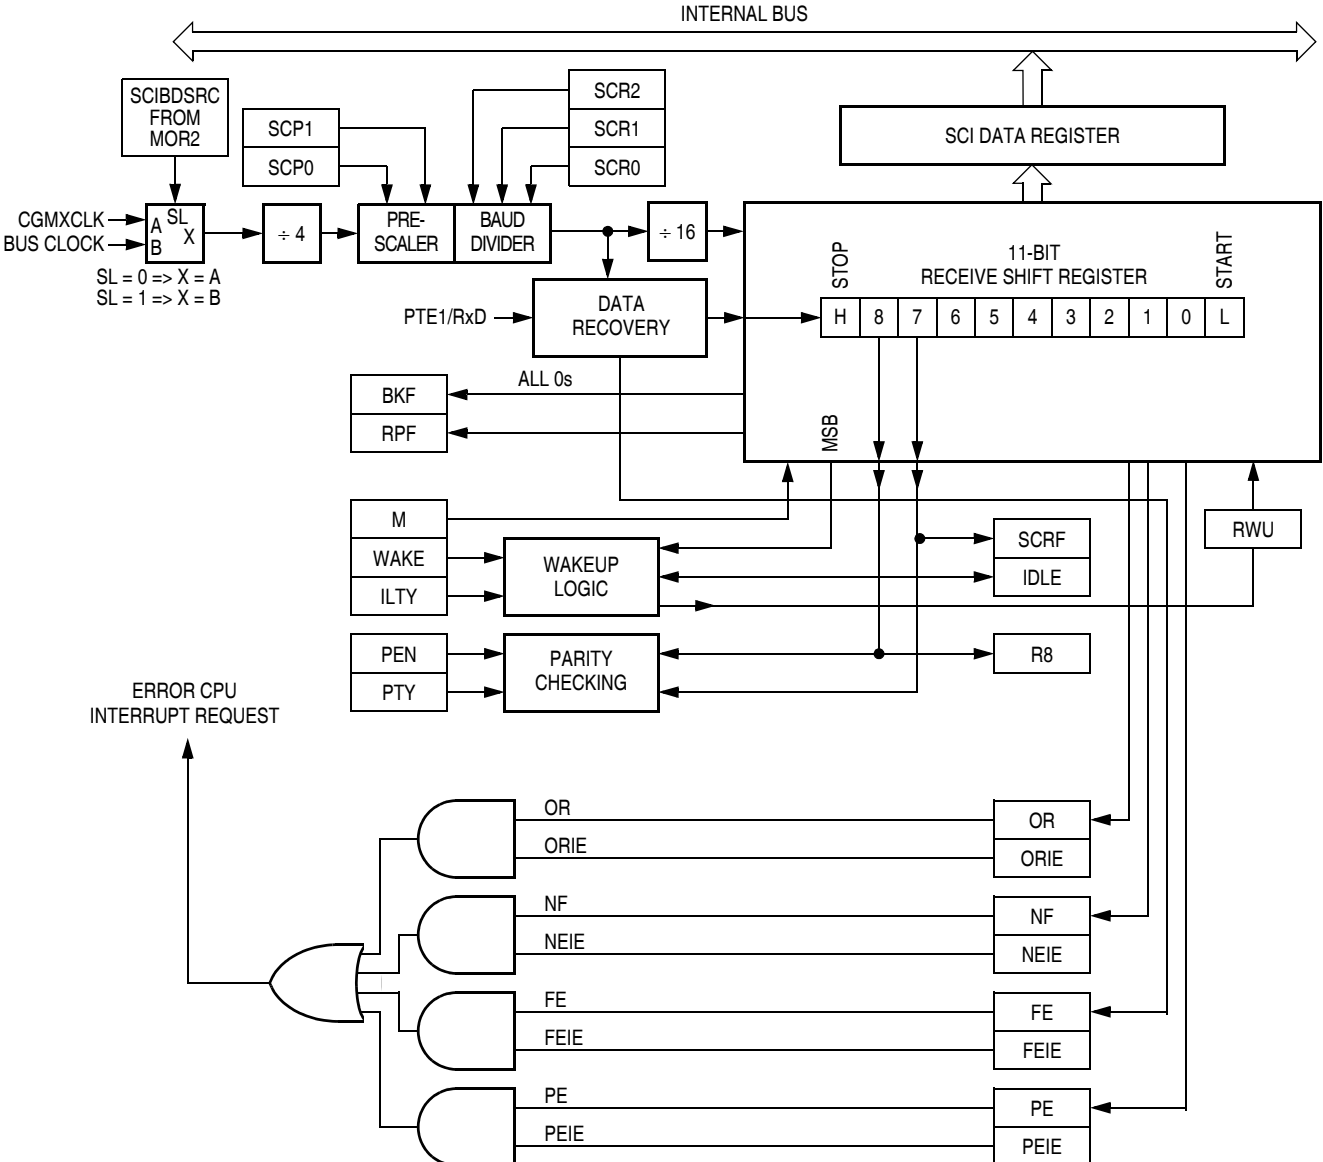 INTERNAL BUS
SCIBDSRC
FROM
MOR2
SCP1
SCP0
SCR2
SCR1
SCR0
SCI DATA REGISTER
CGMXCLK
BUS CLOCK
A
SL
X
B
SL = 0 => X = A
SL = 1 => X = B
÷ 4
PRE-
SCALER
BAUD
DIVIDER
÷ 16
PTE1/RxD
DATA
RECOVERY
STOP
11-BIT
RECEIVE SHIFT REGISTER
START
H 8 7 6 5 4 3 2 1 0 L
ALL 0s
BKF
RPF
MSB
M
WAKE
ILTY
WAKEUP
LOGIC
SCRF
IDLE
RWU
PEN
PTY
PARITY
CHECKING
R8
ERROR CPU
INTERRUPT REQUEST
OR
ORIE
OR
ORIE
NF
NEIE
NF
NEIE
FE
FEIE
FE
FEIE
PE
PEIE
PE
PEIE